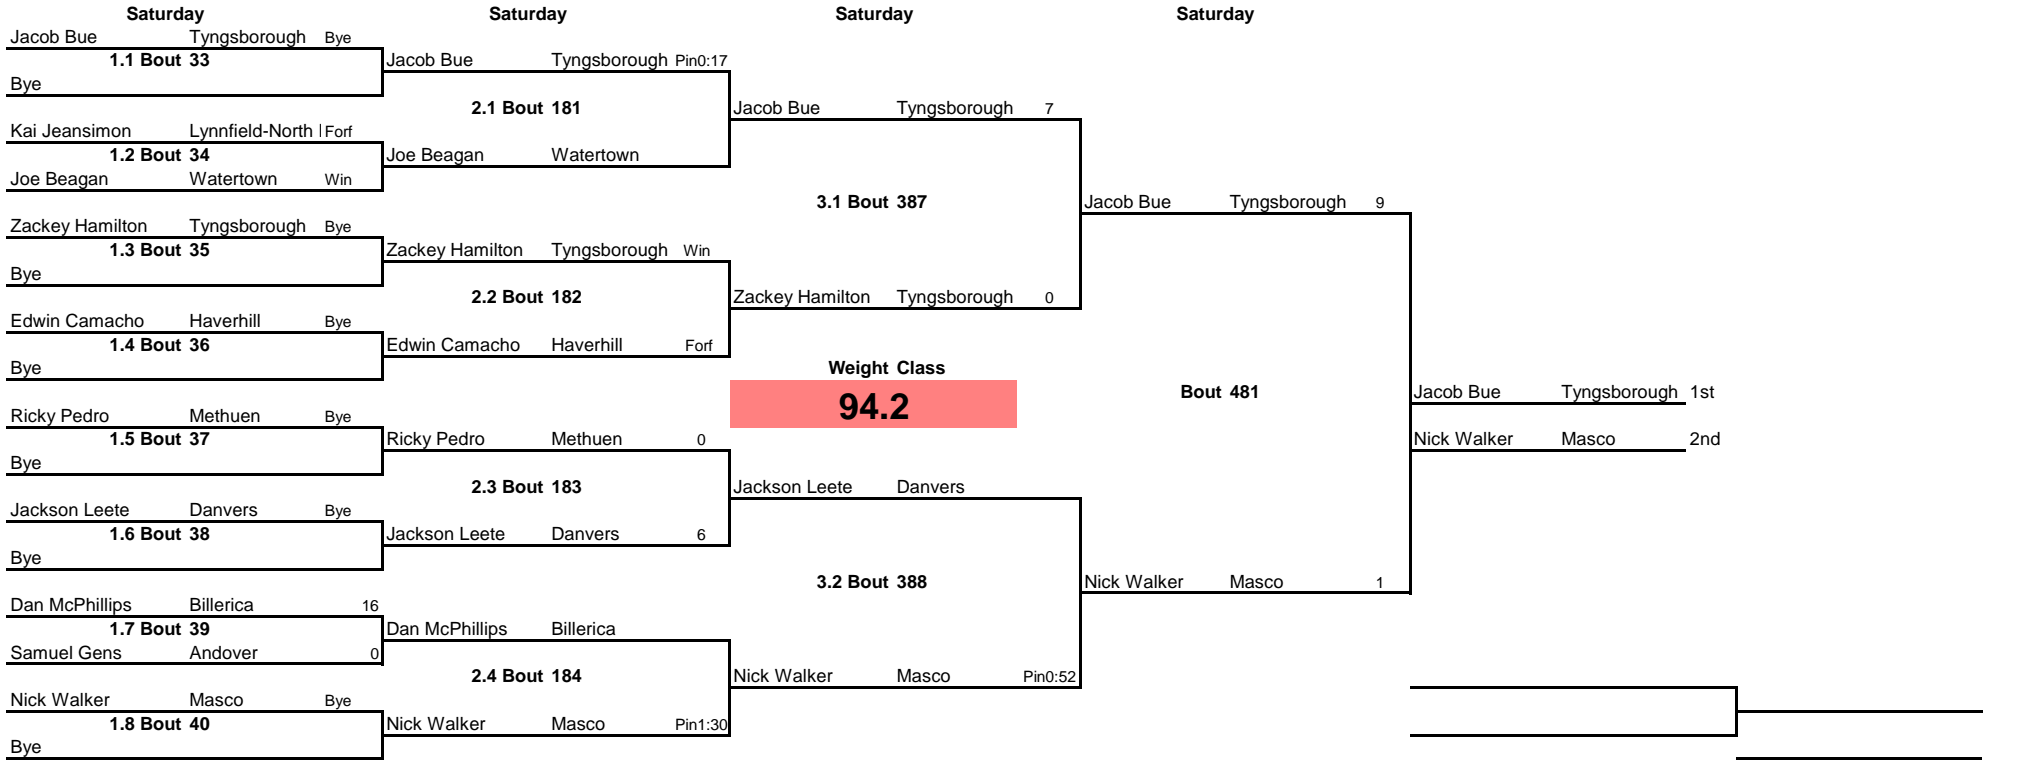 Saturday Saturday Saturday Saturday
Jacob Bue Tyngsborough Bye
1.1 Bout 33 Jacob Bue Tyngsborough Pin0:17
Bye
2.1 Bout 181 Jacob Bue Tyngsborough 7
Kai Jeansimon Lynnfield-North Forf
1.2 Bout 34 Joe Beagan Watertown
Joe Beagan Watertown Win
3.1 Bout 387 Jacob Bue Tyngsborough 9
Zackey Hamilton Tyngsborough Bye
1.3 Bout 35 Zackey Hamilton Tyngsborough Win
Bye
2.2 Bout 182 Zackey Hamilton Tyngsborough 0
Edwin Camacho Haverhill Bye
1.4 Bout 36 Edwin Camacho Haverhill Forf
Bye Weight Class
94.2 Bout 481 Jacob Bue Tyngsborough 1st
Ricky Pedro Methuen Bye
1.5 Bout 37 Ricky Pedro Methuen 0 Nick Walker Masco 2nd
Bye
2.3 Bout 183 Jackson Leete Danvers
Jackson Leete Danvers Bye
1.6 Bout 38 Jackson Leete Danvers 6
Bye
3.2 Bout 388 Nick Walker Masco 1
Dan McPhillips Billerica 16
1.7 Bout 39 Dan McPhillips Billerica
Samuel Gens Andover 0
2.4 Bout 184 Nick Walker Masco Pin0:52
Nick Walker Masco Bye
1.8 Bout 40 Nick Walker Masco Pin1:30
Bye